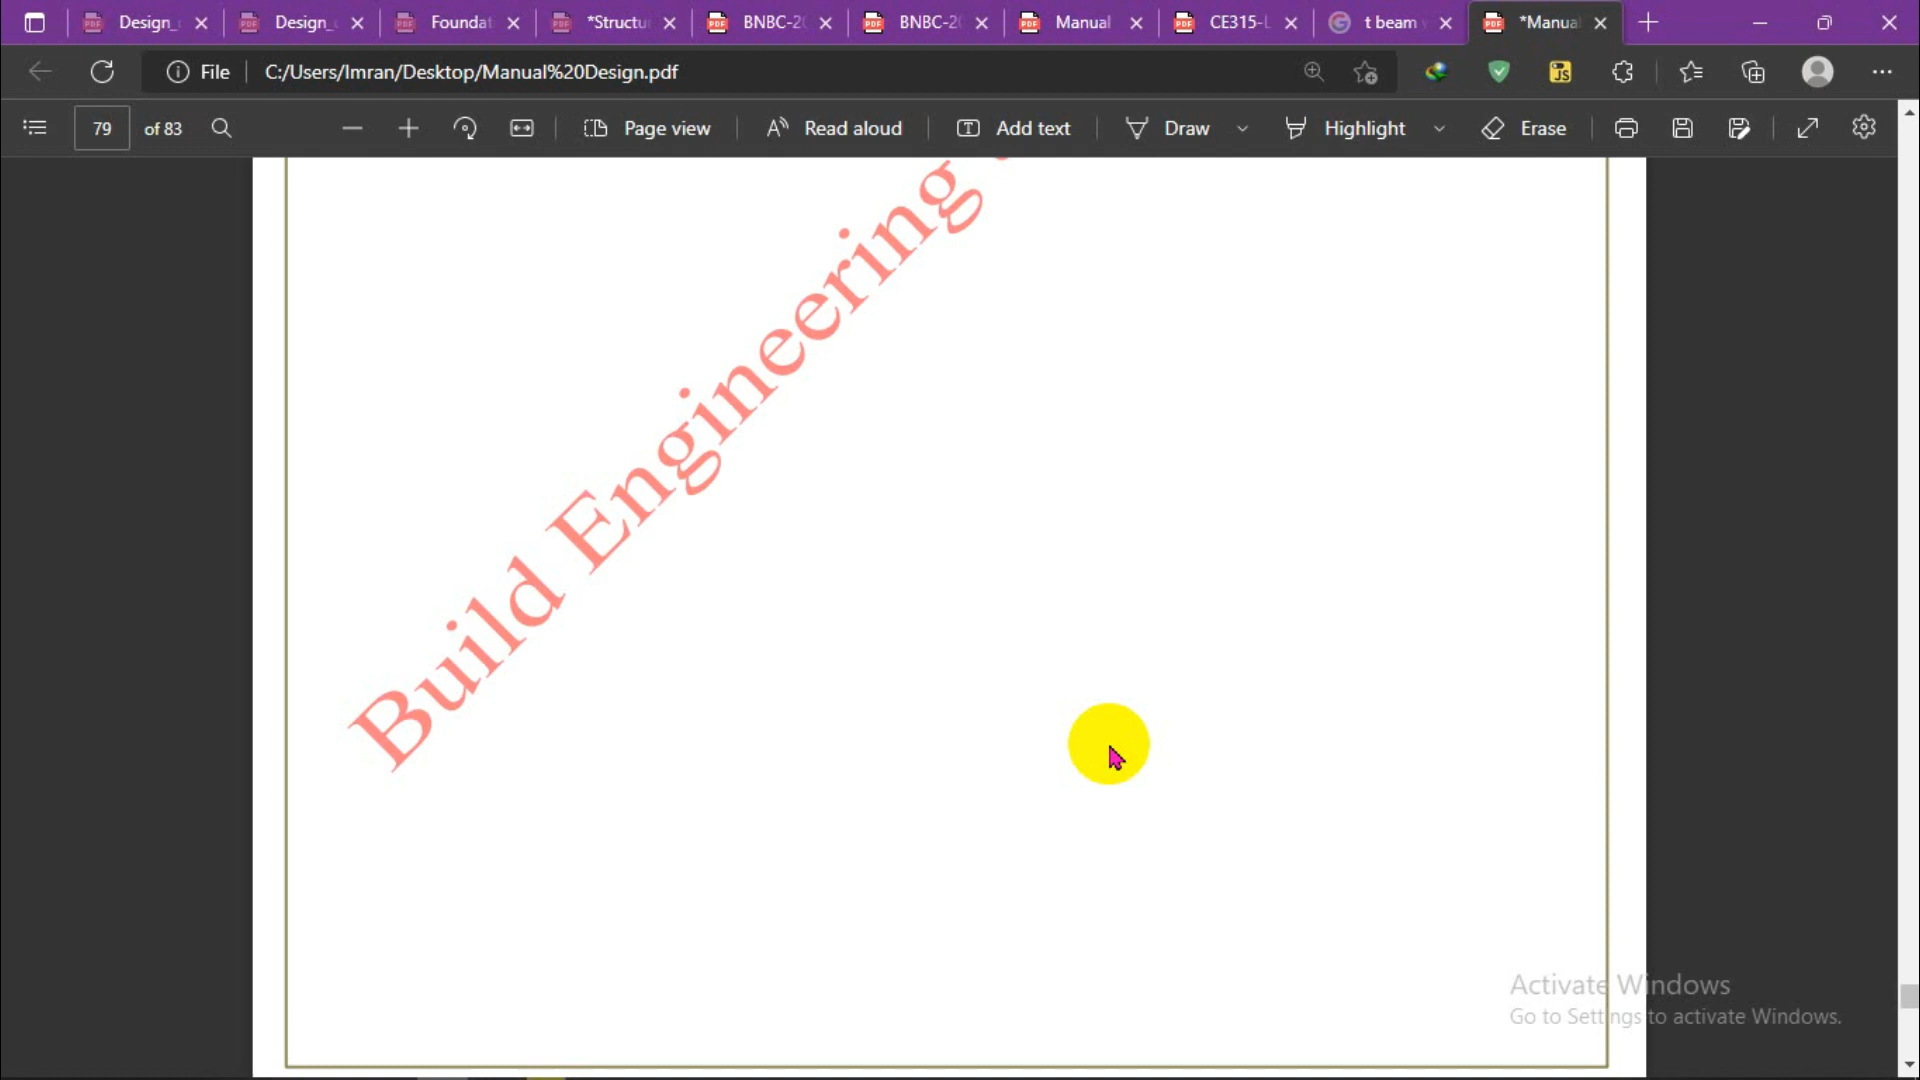 Design_
Design_
Foundat
*Structu
BNBC-2
BNBC-2
Manual
CE315-L
t beam
*Manua
File
C:/Users/Imran/Desktop/Manual%20Design.pdf
79
of 83
Page view
Read aloud
Add text
Draw
Highlight
Erase
Build Engineering
Activate Windows
Go to Settings to activate Windows.